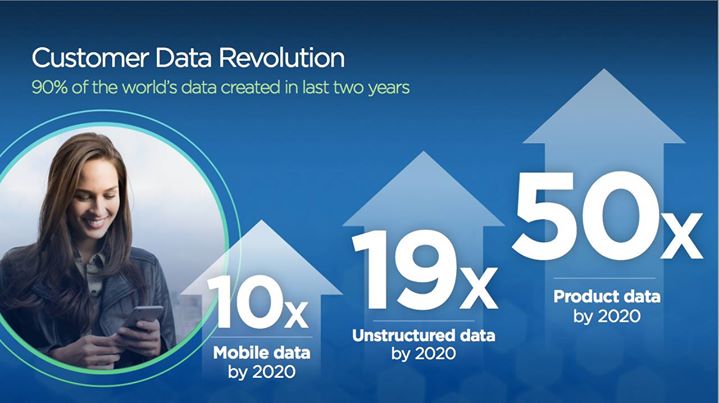 Customer Data Revolution
90% of the world's data created in last two years
10x
Mobile data
by 2020
19x
Unstructured data
by 2020
50x
Product data
by 2020